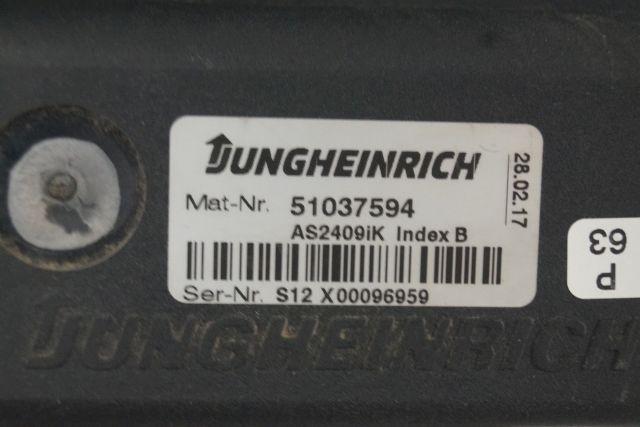 JUNGHEINRICH
28.02.17
Mat-Nr. 51037594
AS2409iK Index B
Ser-Nr. S12 X00096959
P
63
JUNGHEINRICH